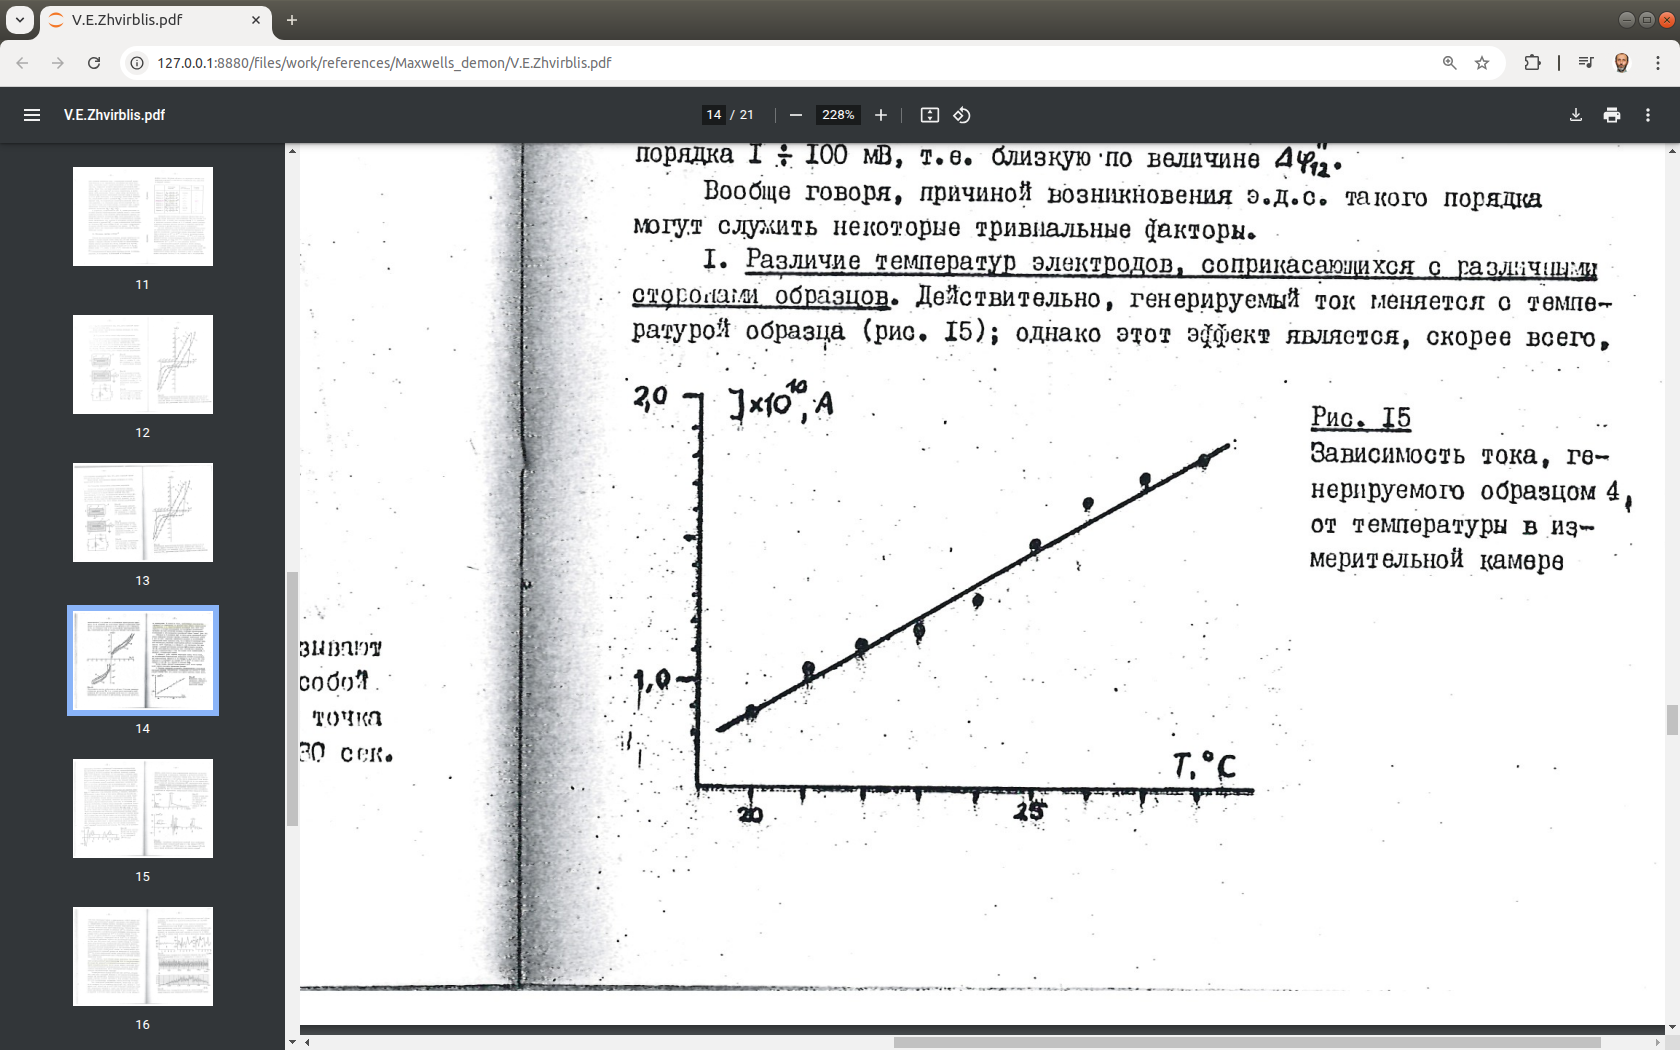 V.E.Zhvirblis.pdf
127.0.0.1:8880/files/work/references/Maxwells_demon/V.E.Zhvirblis.pdf
V.E.Zhvirblis.pdf
14 / 21
228%
11
12
13
14
15
16
порядка I ÷ I00 мВ, т.е. близкую по величине Δφ₁₂".
Вообще говоря, причиной возникновения э.д.с. такого порядка
могут служить некоторые тривиальные факторы.
I. Различие температур электродов, соприкасающихся с различными
сторонами образцов. Действительно, генерируемый ток меняется с темпе-
ратурой образца (рис. I5); однако этот эффект является, скорее всего,
зывают
собой
точка
30 сек.
2,0
J×10¹⁰, А
1,0
20
25
T,°C
Рис. I5
Зависимость тока, ге-
нерируемого образцом 4,
от температуры в из-
мерительной камере